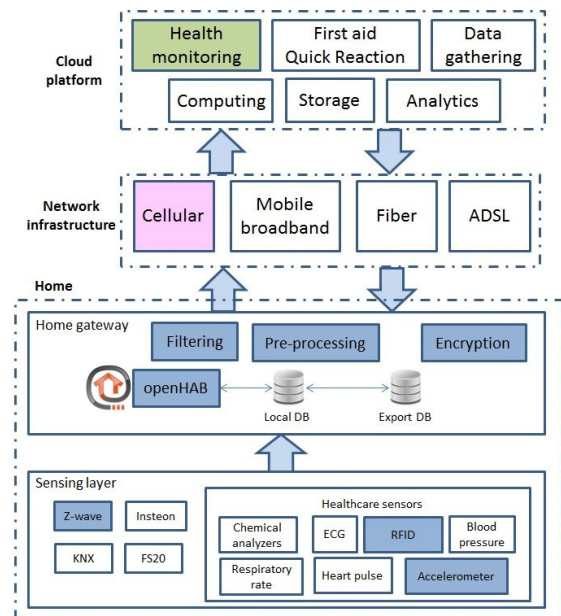 Cloud
platform
Health
monitoring
First aid
Quick Reaction
Data
gathering
Computing
Storage
Analytics
Network
infrastructure
Cellular
Mobile
broadband
Fiber
ADSL
Home
Home gateway
Filtering
Pre-processing
Encryption
openHAB
Local DB
Export DB
Sensing layer
Z-wave
Insteon
KNX
FS20
Healthcare sensors
Chemical
analyzers
ECG
RFID
Blood
pressure
Respiratory
rate
Heart pulse
Accelerometer